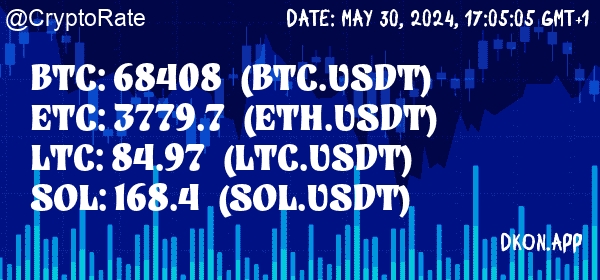 @CryptoRate
DATE: MAY 30, 2024, 17:05:05 GMT+1
BTC: 68408 (BTC.USDT)
ETC: 3779.7 (ETH.USDT)
LTC: 84.97 (LTC.USDT)
SOL: 168.4 (SOL.USDT)
DKON.APP